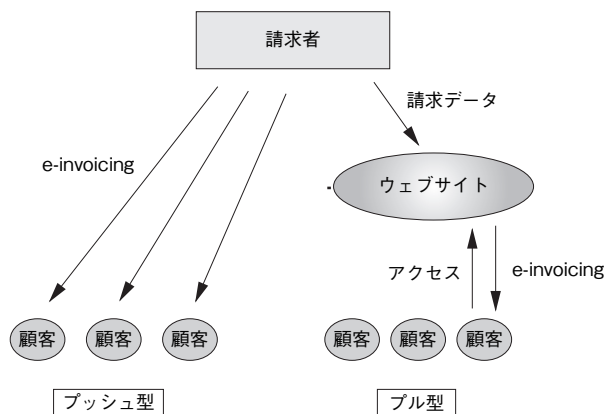 請求者
請求データ
e-invoicing
ウェブサイト
アクセス
e-invoicing
顧客 顧客 顧客
顧客 顧客 顧客
プッシュ型
プル型